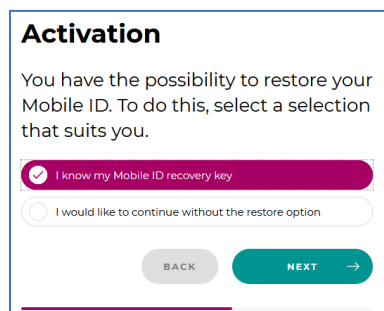 Activation
You have the possibility to restore your
Mobile ID. To do this, select a selection
that suits you.
I know my Mobile ID recovery key
I would like to continue without the restore option
BACK
NEXT